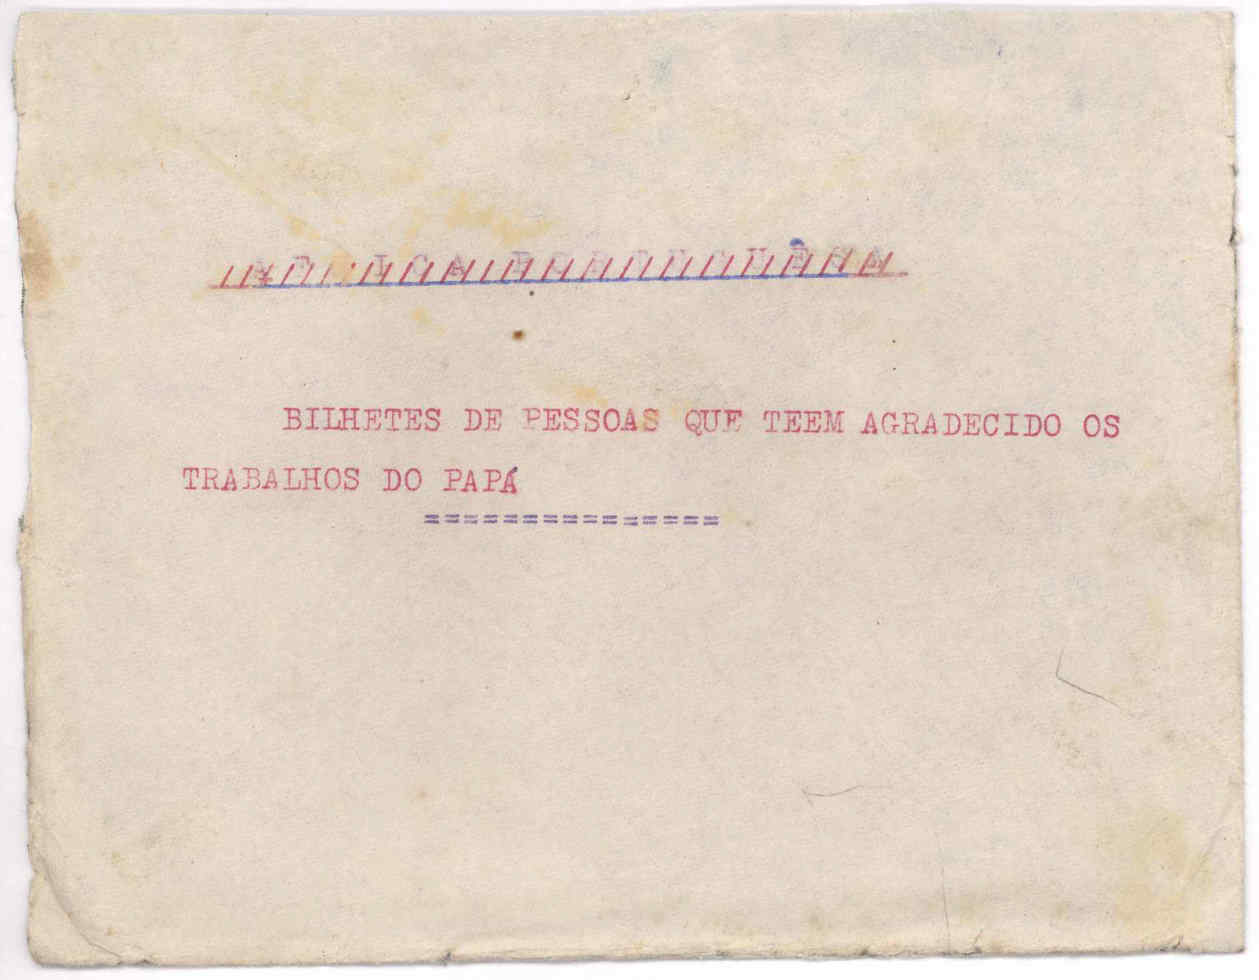 BILHETES DE PESSOAS QUE TEEM AGRADECIDO OS
TRABALHOS DO PAPÁ
===============